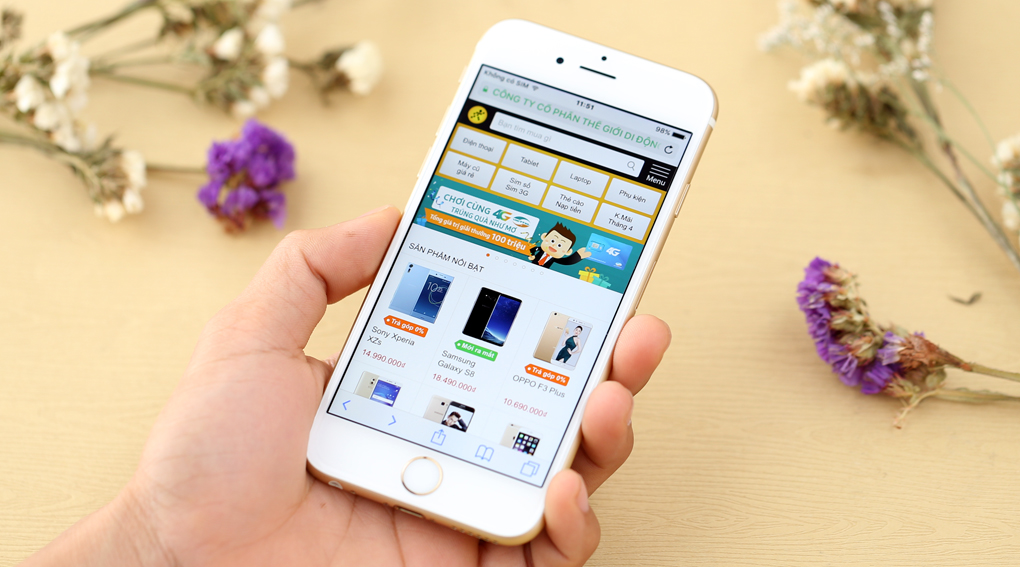 Không có SIM
11:51
98%
CÔNG TY CỔ PHẦN THẾ GIỚI DI ĐỘN
Bạn tìm mua gì
Menu
Điện thoại
Tablet
Laptop
Phụ kiện
Máy cũ
giá rẻ
Sim số
Sim 3G
Thẻ cào
Nạp tiền
K.Mãi
Tháng 4
CHƠI CÙNG 4G
TRÚNG QUÀ NHƯ MƠ
Tổng giá trị giải thưởng 100 triệu
4G
SẢN PHẨM NỔI BẬT
Trả góp 0%
Sony Xperia
XZs
14.990.000₫
Mới ra mắt
Samsung
Galaxy S8
18.490.000₫
Trả góp 0%
OPPO F3 Plus
10.690.000₫